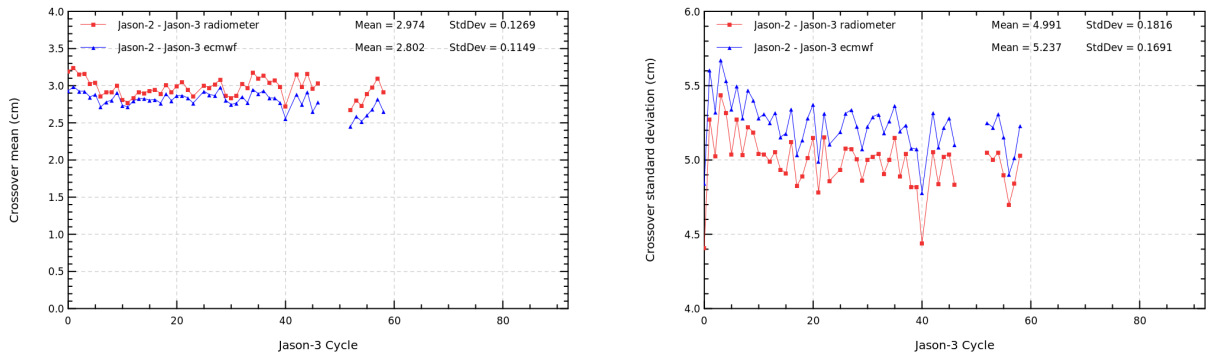 Crossover mean (cm)
4.0
3.5
3.0
2.5
2.0
1.5
1.0
0.5
0.0
Jason-2 - Jason-3 radiometer Mean = 2.974 StdDev = 0.1269
Jason-2 - Jason-3 ecmwf Mean = 2.802 StdDev = 0.1149
0 20 40 60 80
Jason-3 Cycle
Crossover standard deviation (cm)
6.0
5.5
5.0
4.5
4.0
Jason-2 - Jason-3 radiometer Mean = 4.991 StdDev = 0.1816
Jason-2 - Jason-3 ecmwf Mean = 5.237 StdDev = 0.1691
0 20 40 60 80
Jason-3 Cycle